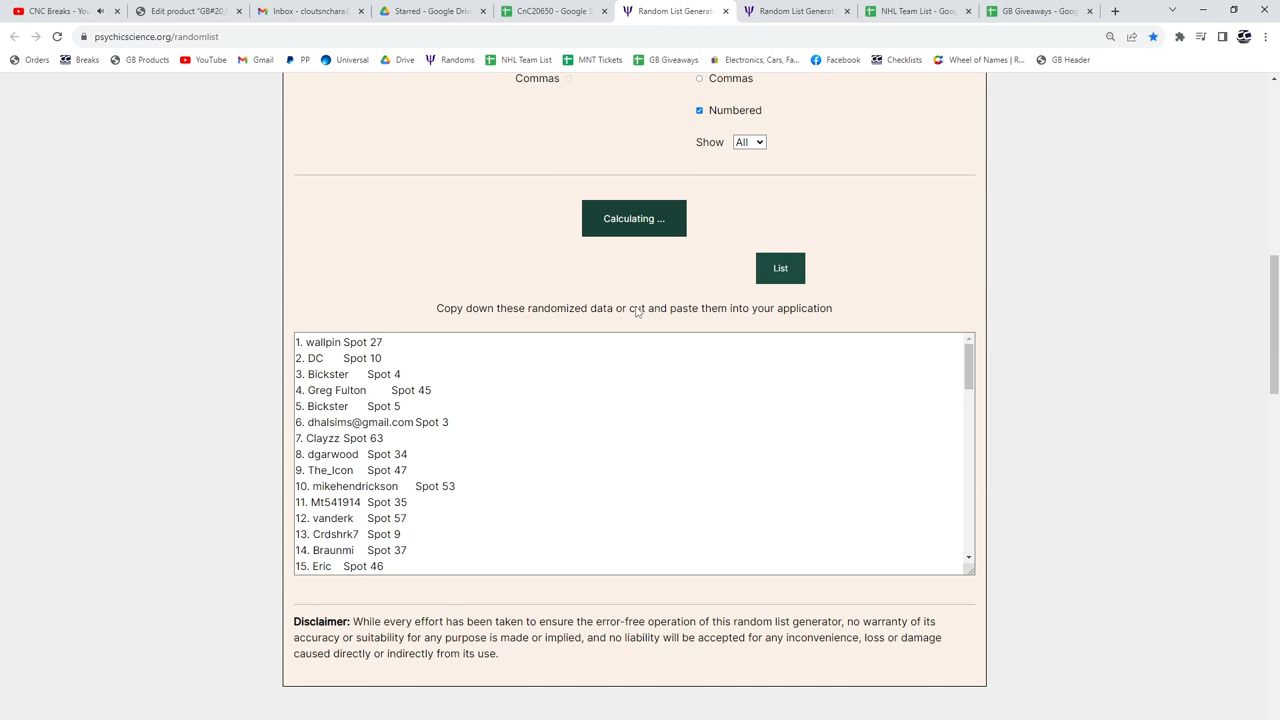 CNC Breaks - You
Edit product "GB#20
Inbox - cloutsnchara@
Starred - Google Drive
CnC20650 - Google S
Random List Generat
Random List Generat
NHL Team List - Goog
GB Giveaways - Goog
psychicscience.org/randomlist
Orders
Breaks
GB Products
YouTube
Gmail
PP
Universal
Drive
Randoms
NHL Team List
MNT Tickets
GB Giveaways
Electronics, Cars, Fa...
Facebook
Checklists
Wheel of Names | R...
GB Header
Commas
Commas
Numbered
Show All
Calculating ...
List
Copy down these randomized data or cut and paste them into your application
1. wallpin Spot 27
2. DC Spot 10
3. Bickster Spot 4
4. Greg Fulton Spot 45
5. Bickster Spot 5
6. dhalsims@gmail.com Spot 3
7. Clayzz Spot 63
8. dgarwood Spot 34
9. The_Icon Spot 47
10. mikehendrickson Spot 53
11. Mt541914 Spot 35
12. vanderk Spot 57
13. Crdshrk7 Spot 9
14. Braunmi Spot 37
15. Eric Spot 46
Disclaimer: While every effort has been taken to ensure the error-free operation of this random list generator, no warranty of its
accuracy or suitability for any purpose is made or implied, and no liability will be accepted for any inconvenience, loss or damage
caused directly or indirectly from its use.